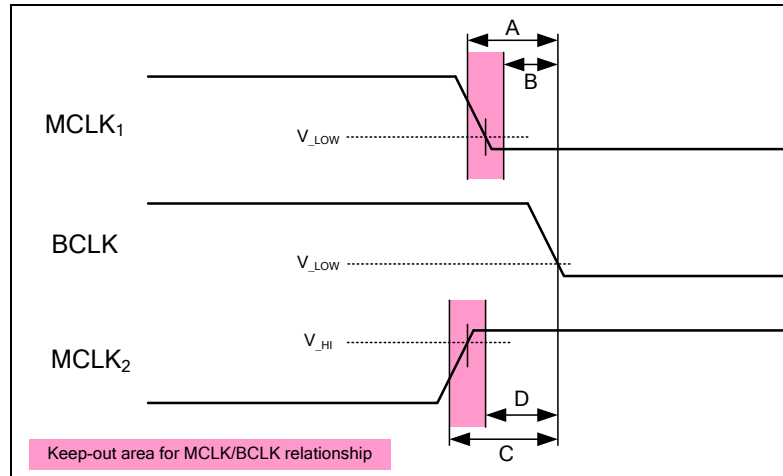 A
B
MCLK₁
V_LOW
BCLK
V_LOW
V_HI
MCLK₂
D
C
Keep-out area for MCLK/BCLK relationship